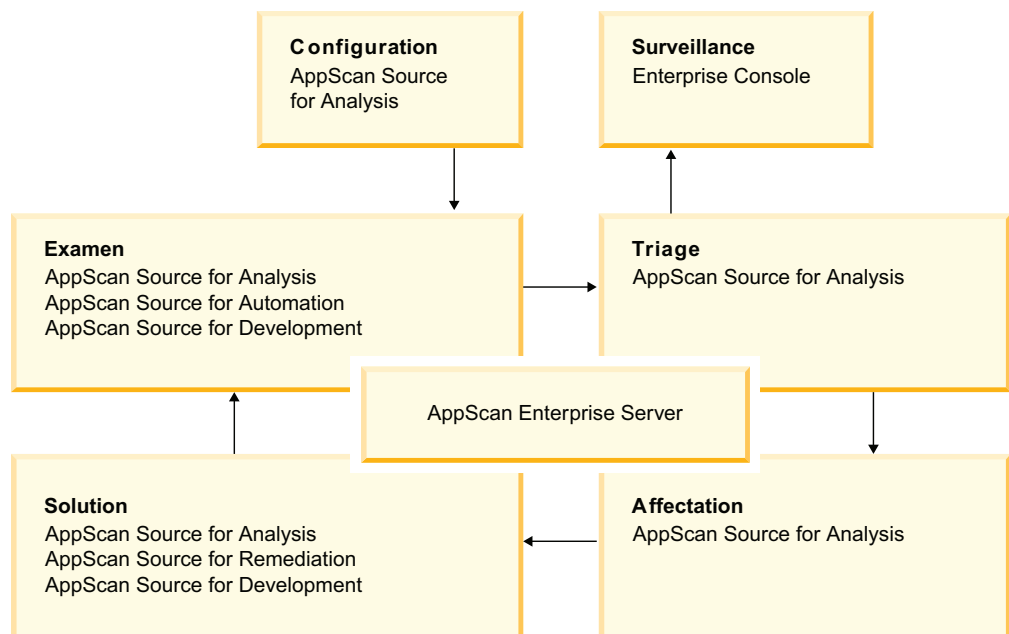 Configuration
AppScan Source
for Analysis
Surveillance
Enterprise Console
Examen
AppScan Source for Analysis
AppScan Source for Automation
AppScan Source for Development
Triage
AppScan Source for Analysis
AppScan Enterprise Server
Solution
AppScan Source for Analysis
AppScan Source for Remediation
AppScan Source for Development
Affectation
AppScan Source for Analysis